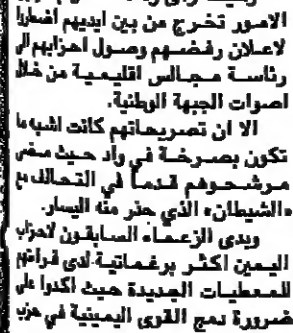 الامور تخرج من بين ايديهم اضطروا
لاعلان رفضهم وصول احزابهم الى
رئاسة مجالس اقليمية من خلال
اصوات الجبهة الوطنية.
الا ان تصريحاتهم كانت اشبه ما
تكون بصرخة في واد حيث مضى
مرشحوهم قدما في التحالف مع
«الشيطان» الذي حذر منه اليسار.
وبدى الزعماء السابقون لاحزاب
اليمين اكثر برغماتية لدى قراءتهم
للمعطيات الجديدة حيث اكدوا على
ضرورة دمج القوى اليمينية في حزب